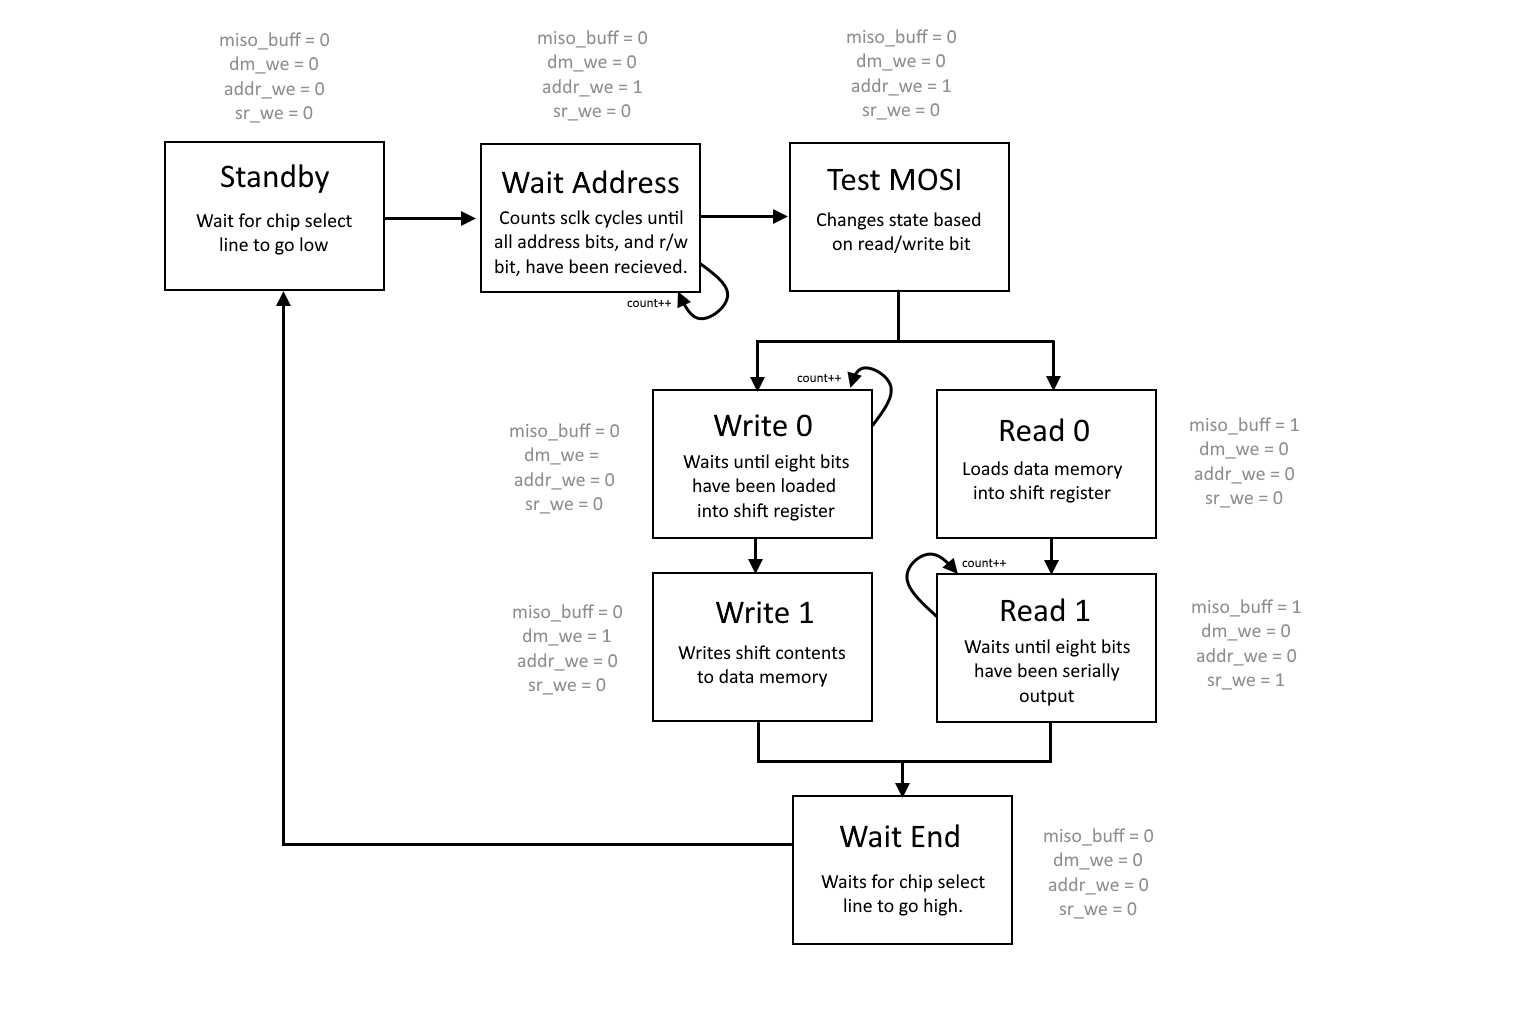 miso_buff = 0
dm_we = 0
addr_we = 0
sr_we = 0
miso_buff = 0
dm_we = 0
addr_we = 1
sr_we = 0
miso_buff = 0
dm_we = 0
addr_we = 1
sr_we = 0
Standby
Wait for chip select
line to go low
Wait Address
Counts sclk cycles until
all address bits, and r/w
bit, have been recieved.
count++
Test MOSI
Changes state based
on read/write bit
miso_buff = 0
dm_we =
addr_we = 0
sr_we = 0
count++
Write 0
Waits until eight bits
have been loaded
into shift register
Read 0
Loads data memory
into shift register
miso_buff = 1
dm_we = 0
addr_we = 0
sr_we = 0
miso_buff = 0
dm_we = 1
addr_we = 0
sr_we = 0
Write 1
Writes shift contents
to data memory
count++
Read 1
Waits until eight bits
have been serially
output
miso_buff = 1
dm_we = 0
addr_we = 0
sr_we = 1
Wait End
Waits for chip select
line to go high.
miso_buff = 0
dm_we = 0
addr_we = 0
sr_we = 0